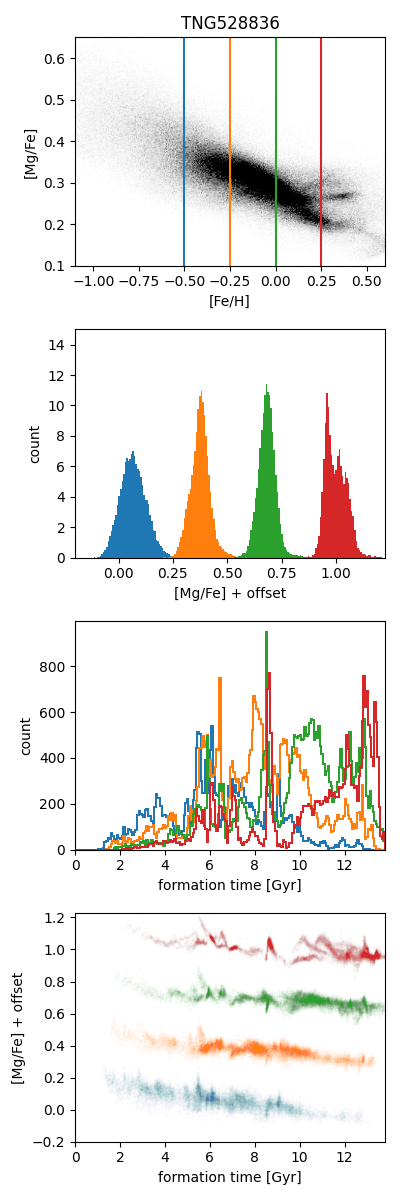 TNG528836
0.6
0.5
0.4
0.3
0.2
0.1
[Mg/Fe]
−1.00 −0.75 −0.50 −0.25 0.00 0.25 0.50
[Fe/H]
14
12
10
8
6
4
2
0
count
0.00 0.25 0.50 0.75 1.00
[Mg/Fe] + offset
800
600
400
200
0
count
0 2 4 6 8 10 12
formation time [Gyr]
1.2
1.0
0.8
0.6
0.4
0.2
0.0
−0.2
[Mg/Fe] + offset
0 2 4 6 8 10 12
formation time [Gyr]